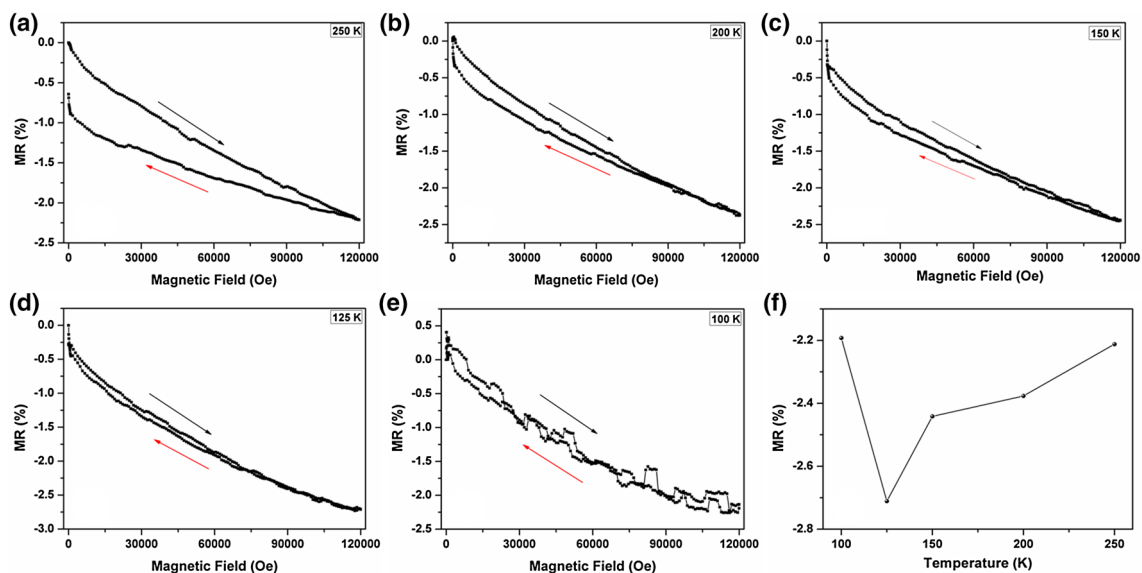 (a)
250 K
0.0
-0.5
-1.0
-1.5
-2.0
-2.5
MR (%)
0 30000 60000 90000 120000
Magnetic Field (Oe)
(b)
200 K
0.0
-0.5
-1.0
-1.5
-2.0
-2.5
MR (%)
0 30000 60000 90000 120000
Magnetic Field (Oe)
(c)
150 K
0.0
-0.5
-1.0
-1.5
-2.0
-2.5
MR (%)
0 30000 60000 90000 120000
Magnetic Field (Oe)
(d)
125 K
0.0
-0.5
-1.0
-1.5
-2.0
-2.5
-3.0
MR (%)
0 30000 60000 90000 120000
Magnetic Field (Oe)
(e)
100 K
0.5
0.0
-0.5
-1.0
-1.5
-2.0
-2.5
MR (%)
0 30000 60000 90000 120000
Magnetic Field (Oe)
(f)
-2.2
-2.4
-2.6
-2.8
MR (%)
100 150 200 250
Temperature (K)